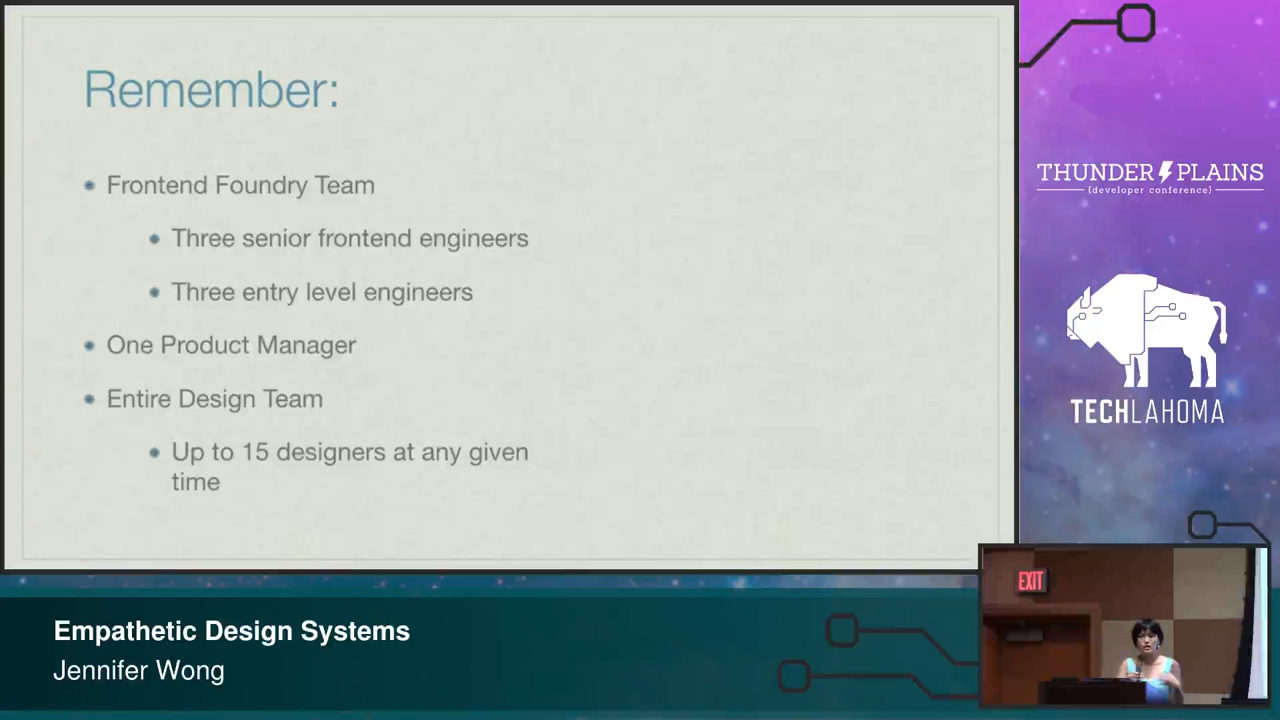 Remember:
Frontend Foundry Team
Three senior frontend engineers
Three entry level engineers
One Product Manager
Entire Design Team
Up to 15 designers at any given
time
THUNDER PLAINS
{developer conference}
TECHLAHOMA
EXIT
Empathetic Design Systems
Jennifer Wong